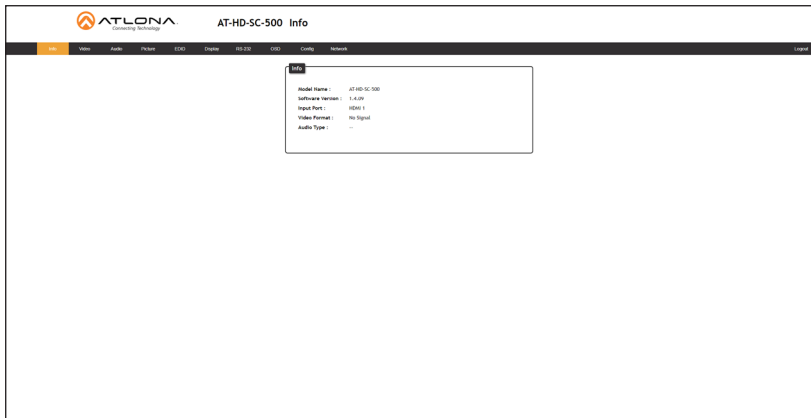 ATLONA.
Connecting Technology
AT-HD-SC-500 Info
Info Video Audio Picture EDID Display RS-232 OSD Config Network Logout
Info
Model Name : AT-HD-SC-500
Software Version : 1.4.09
Input Port : HDMI 1
Video Format : No Signal
Audio Type : --